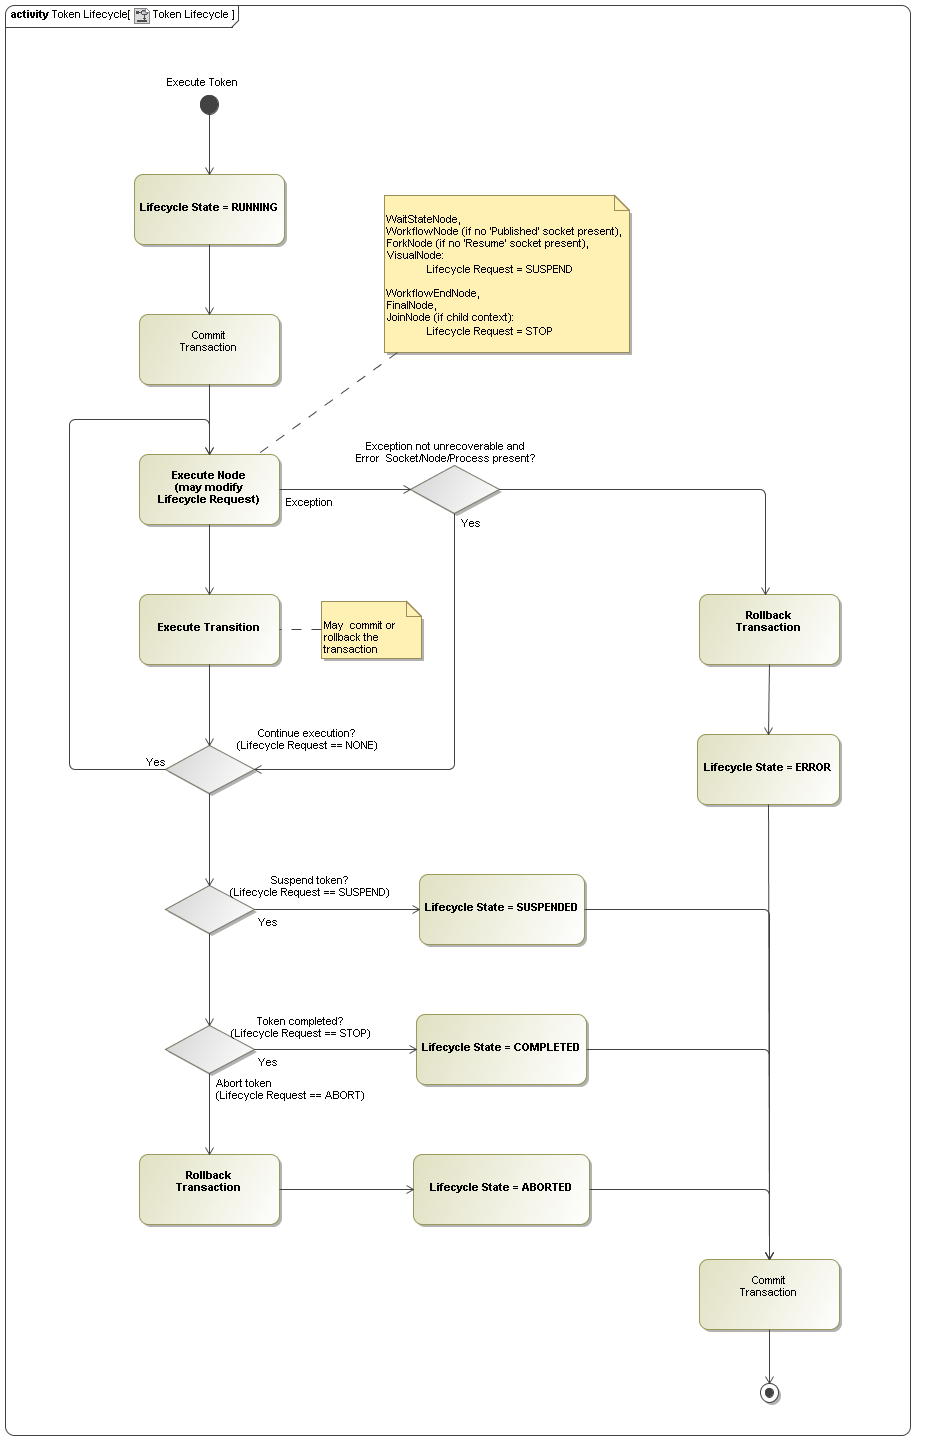 activity Token Lifecycle[ Token Lifecycle ]
Execute Token
Lifecycle State = RUNNING
WaitStateNode,
WorkflowNode (if no 'Published' socket present),
ForkNode (if no 'Resume' socket present),
VisualNode:
Lifecycle Request = SUSPEND
WorkflowEndNode,
FinalNode,
JoinNode (if child context):
Lifecycle Request = STOP
Commit
Transaction
Exception not unrecoverable and
Error  Socket/Node/Process present?
Execute Node
(may modify
Lifecycle Request)
Exception
Yes
Execute Transition
May  commit or
rollback the
transaction
Rollback
Transaction
Continue execution?
(Lifecycle Request == NONE)
Yes
Lifecycle State = ERROR
Suspend token?
(Lifecycle Request == SUSPEND)
Yes
Lifecycle State = SUSPENDED
Token completed?
(Lifecycle Request == STOP)
Yes
Lifecycle State = COMPLETED
Abort token
(Lifecycle Request == ABORT)
Rollback
Transaction
Lifecycle State = ABORTED
Commit
Transaction